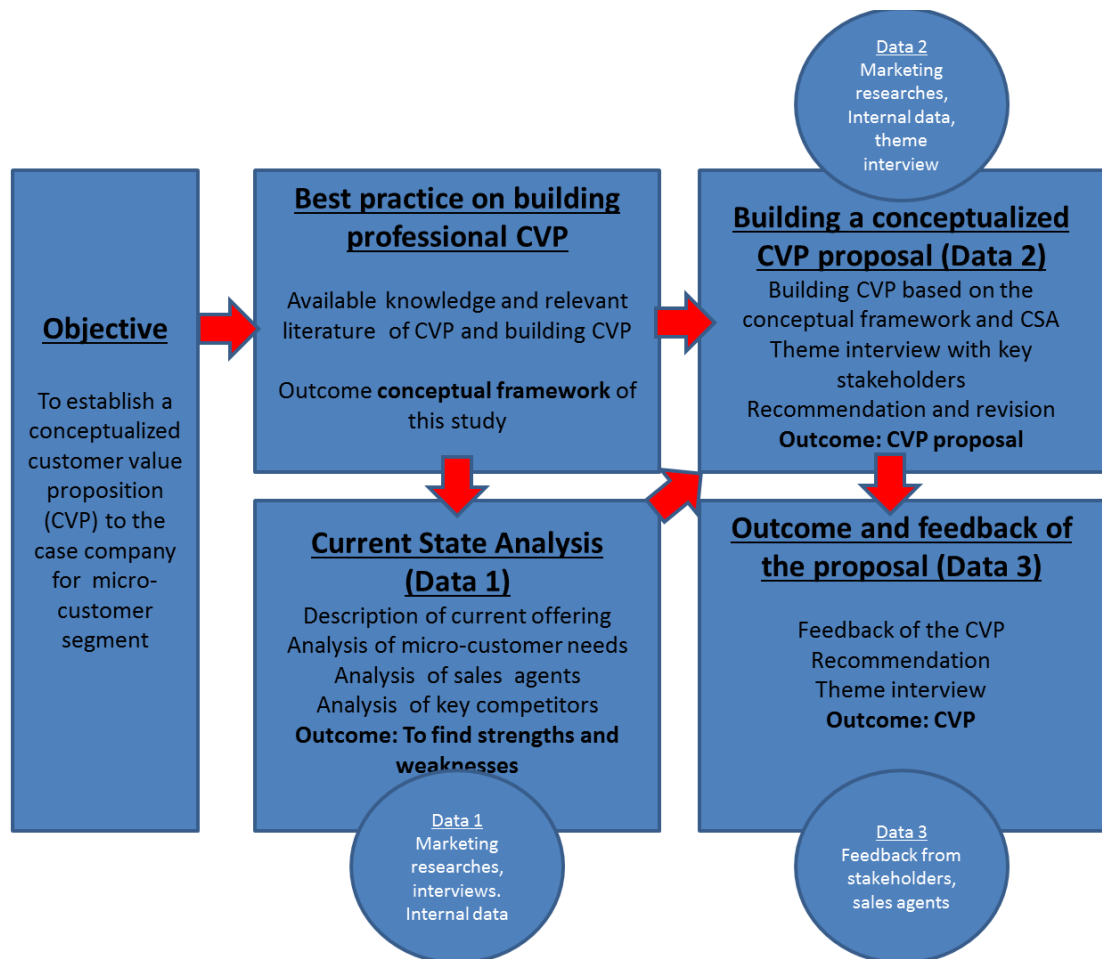 Objective
To establish a
conceptualized
customer value
proposition
(CVP) to the
case company
for micro-
customer
segment
Best practice on building
professional CVP
Available knowledge and relevant
literature of CVP and building CVP
Outcome conceptual framework of
this study
Current State Analysis
(Data 1)
Description of current offering
Analysis of micro-customer needs
Analysis of sales agents
Analysis of key competitors
Outcome: To find strengths and
weaknesses
Data 1
Marketing
researches,
interviews.
Internal data
Data 2
Marketing
researches,
Internal data,
theme
interview
Building a conceptualized
CVP proposal (Data 2)
Building CVP based on the
conceptual framework and CSA
Theme interview with key
stakeholders
Recommendation and revision
Outcome: CVP proposal
Outcome and feedback of
the proposal (Data 3)
Feedback of the CVP
Recommendation
Theme interview
Outcome: CVP
Data 3
Feedback from
stakeholders,
sales agents